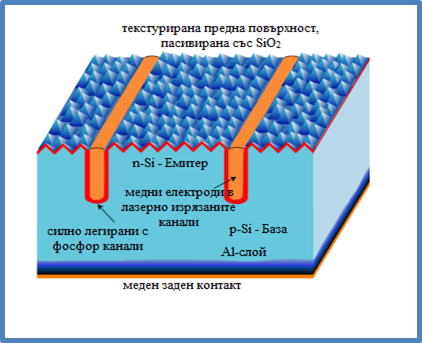 текстурирана предна повърхност,
пасивирана със SiO2
n-Si - Емитер
медни електроди в
лазерно изрязаните
канали
силно легирани с
фосфор канали
p-Si - База
Al-слой
меден заден контакт